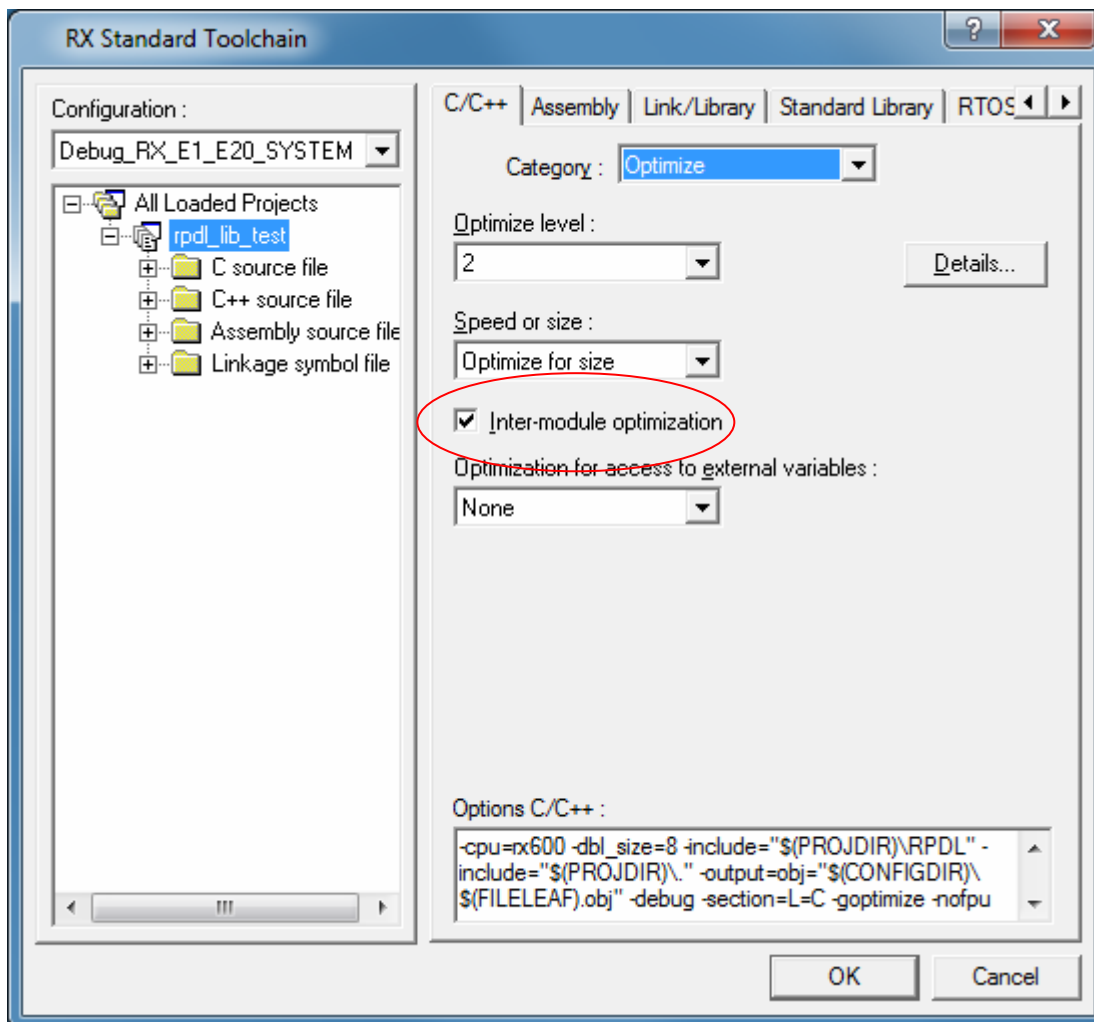 RX Standard Toolchain
Configuration :
Debug_RX_E1_E20_SYSTEM
All Loaded Projects
rpdl_lib_test
C source file
C++ source file
Assembly source file
Linkage symbol file
C/C++ Assembly Link/Library Standard Library RTOS
Category : Optimize
Optimize level :
2
Details...
Speed or size :
Optimize for size
Inter-module optimization
Optimization for access to external variables :
None
Options C/C++ :
-cpu=rx600 -dbl_size=8 -include="$(PROJDIR)\RPDL" -
include="$(PROJDIR)\." -output=obj="$(CONFIGDIR)\
$(FILELEAF).obj" -debug -section=L=C -goptimize -nofpu
OK Cancel